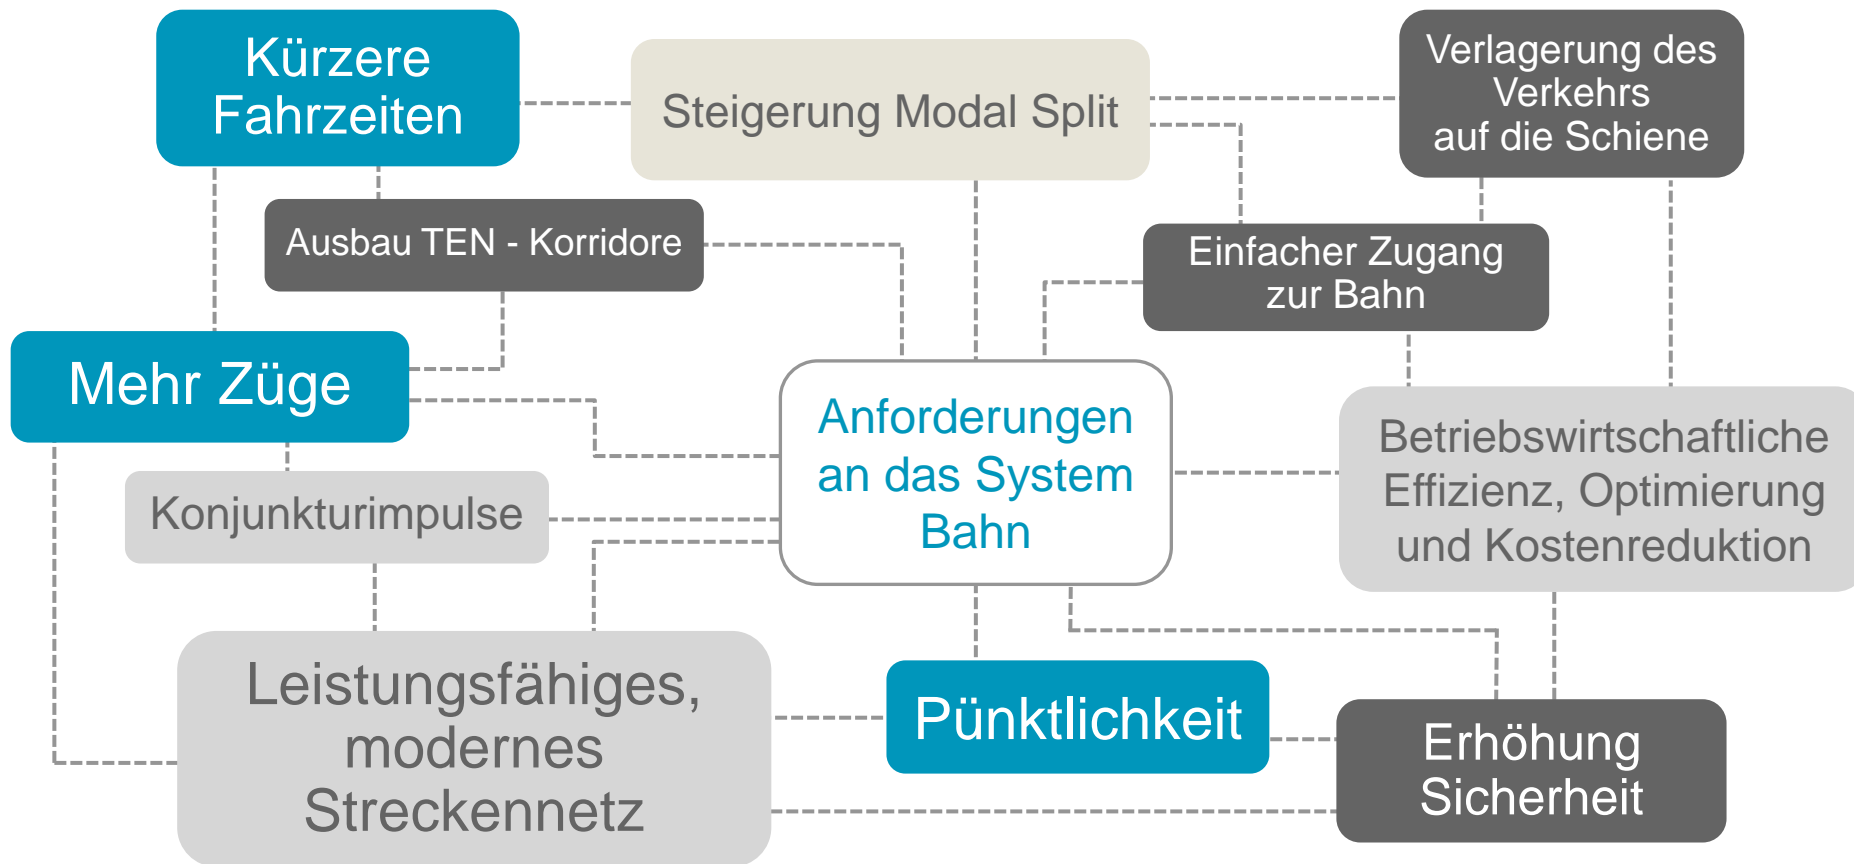 Kürzere
Fahrzeiten
Steigerung Modal Split
Verlagerung des
Verkehrs
auf die Schiene
Ausbau TEN - Korridore
Einfacher Zugang
zur Bahn
Mehr Züge
Anforderungen
an das System
Bahn
Betriebswirtschaftliche
Effizienz, Optimierung
und Kostenreduktion
Konjunkturimpulse
Leistungsfähiges,
modernes
Streckennetz
Pünktlichkeit
Erhöhung
Sicherheit